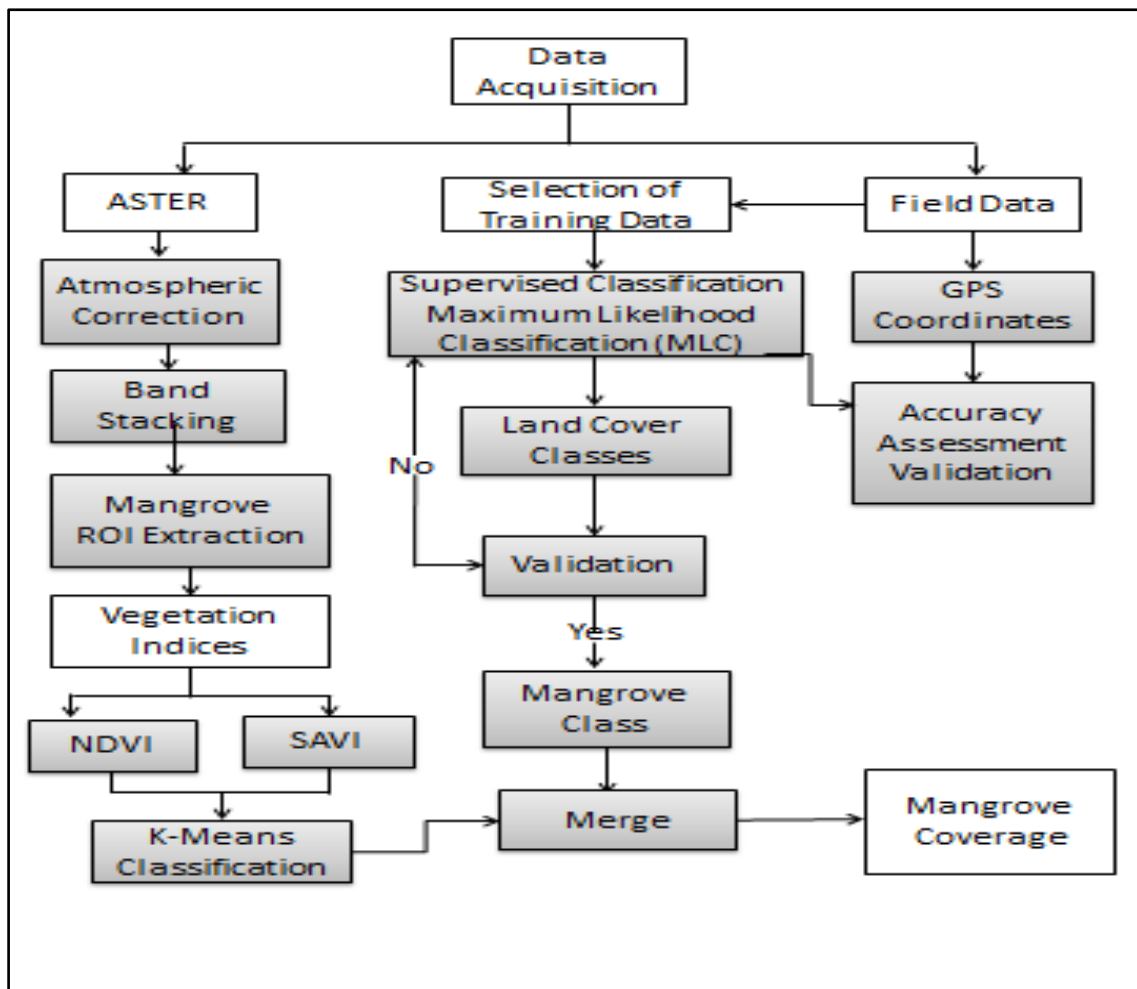 Data
Acquisition
ASTER
Selection of
Training Data
Field Data
Atmospheric
Correction
Supervised Classification
Maximum Likelihood
Classification (MLC)
GPS
Coordinates
Band
Stacking
Land Cover
Classes
Accuracy
Assessment
Validation
No
Mangrove
ROI Extraction
Validation
Vegetation
Indices
Yes
Mangrove
Class
NDVI
SAVI
K-Means
Classification
Merge
Mangrove
Coverage